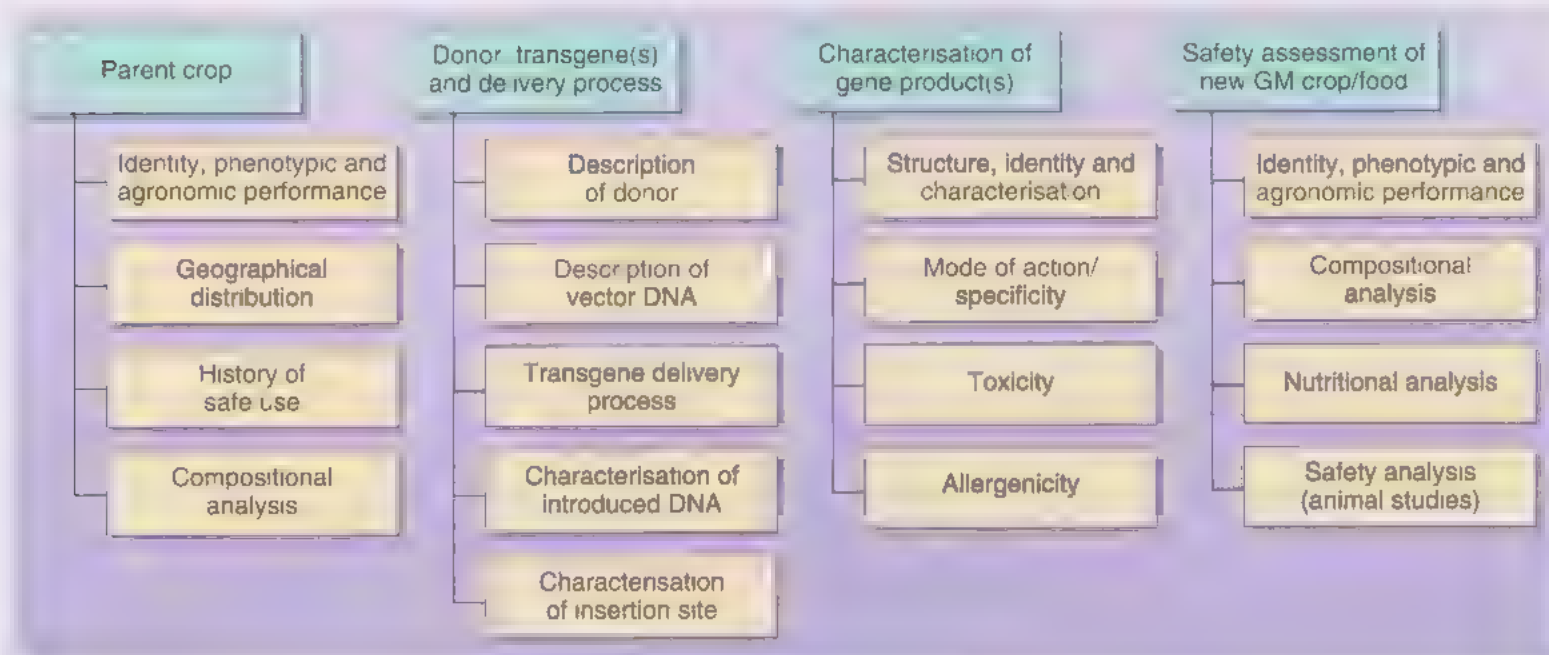 Parent crop
Identity, phenotypic and
agronomic performance
Geographical
distribution
History of
safe use
Compositional
analysis
Donor transgene(s)
and delivery process
Description
of donor
Description of
vector DNA
Transgene delivery
process
Characterisation of
introduced DNA
Characterisation
of insertion site
Characterisation of
gene product(s)
Structure, identity and
characterisation
Mode of action/
specificity
Toxicity
Allergenicity
Safety assessment of
new GM crop/food
Identity, phenotypic and
agronomic performance
Compositional
analysis
Nutritional analysis
Safety analysis
(animal studies)